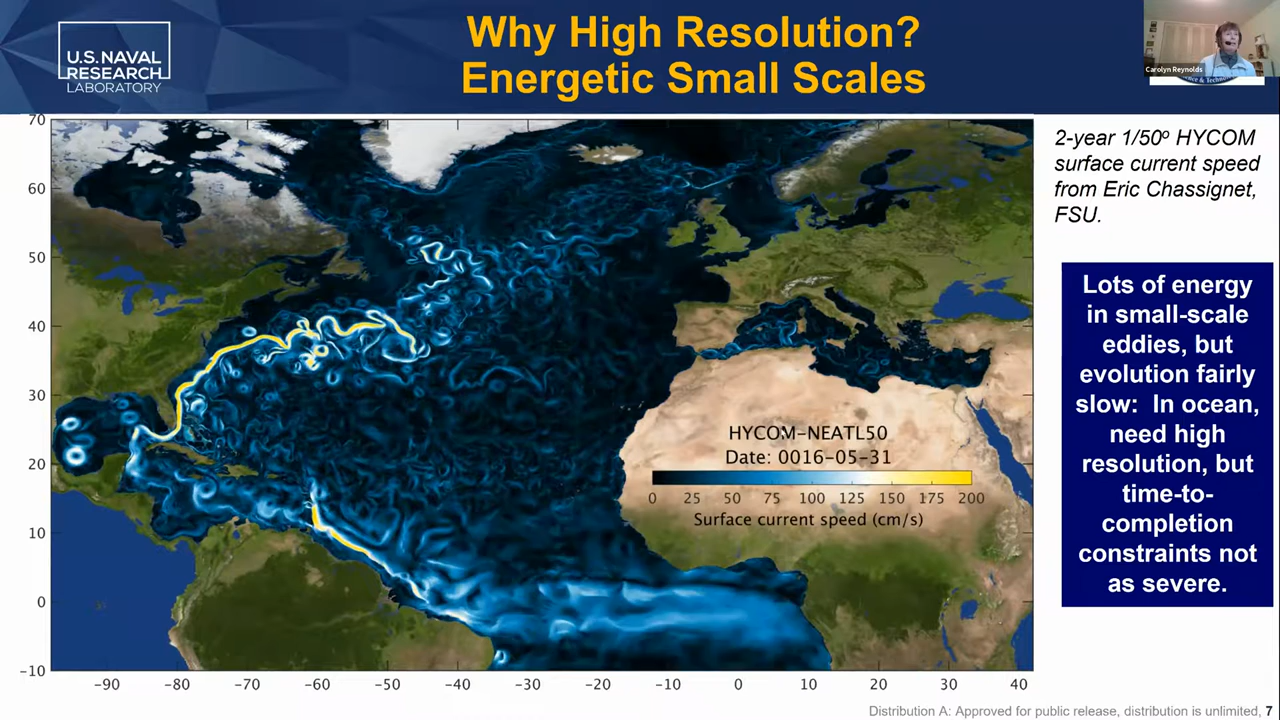 U.S. NAVAL
RESEARCH
LABORATORY
Why High Resolution?
Energetic Small Scales
Carolyn Reynolds
2-year 1/50º HYCOM
surface current speed
from Eric Chassignet,
FSU.
Lots of energy
in small-scale
eddies, but
evolution fairly
slow:  In ocean,
need high
resolution, but
time-to-
completion
constraints not
as severe.
70
60
50
40
30
20
10
0
−10
HYCOM−NEATL50
Date: 0016−05−31
0 25 50 75 100 125 150 175 200
Surface current speed (cm/s)
−90 −80 −70 −60 −50 −40 −30 −20 −10 0 10 20 30 40
Distribution A: Approved for public release, distribution is unlimited, 7